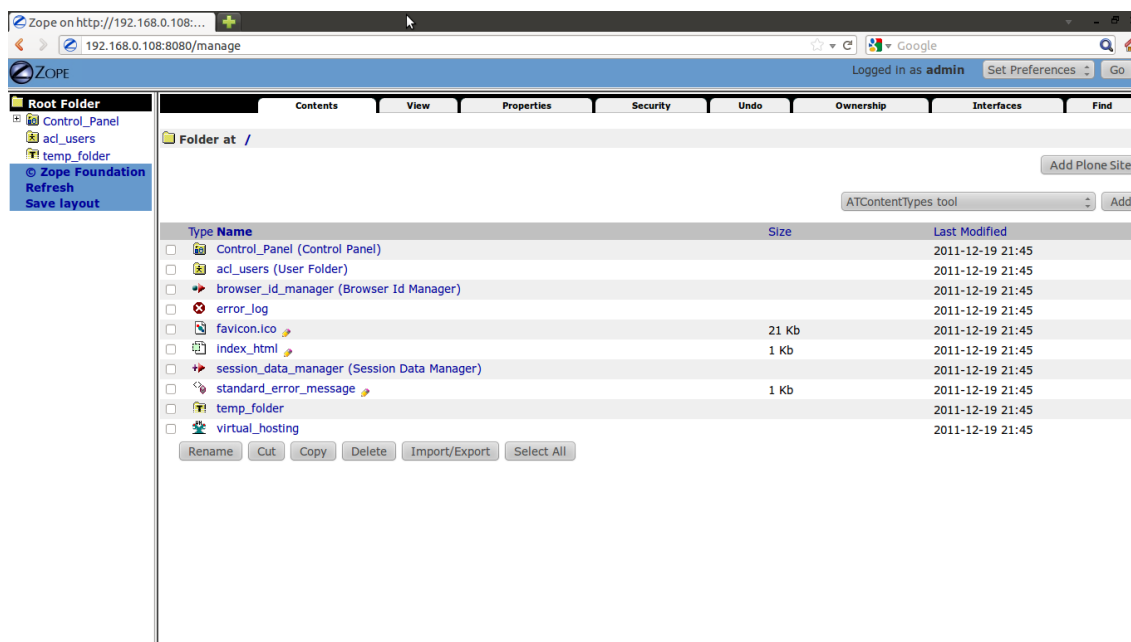 Zope on http://192.168.0.108:...
192.168.0.108:8080/manage
Google
ZOPE
Logged in as admin
Set Preferences
Go
Root Folder
Control_Panel
acl_users
temp_folder
© Zope Foundation
Refresh
Save layout
Contents View Properties Security Undo Ownership Interfaces Find
Folder at /
Add Plone Site
ATContentTypes tool
Add
Type Name Size Last Modified
Control_Panel (Control Panel) 2011-12-19 21:45
acl_users (User Folder) 2011-12-19 21:45
browser_id_manager (Browser Id Manager) 2011-12-19 21:45
error_log 2011-12-19 21:45
favicon.ico 21 Kb 2011-12-19 21:45
index_html 1 Kb 2011-12-19 21:45
session_data_manager (Session Data Manager) 2011-12-19 21:45
standard_error_message 1 Kb 2011-12-19 21:45
temp_folder 2011-12-19 21:45
virtual_hosting 2011-12-19 21:45
Rename Cut Copy Delete Import/Export Select All